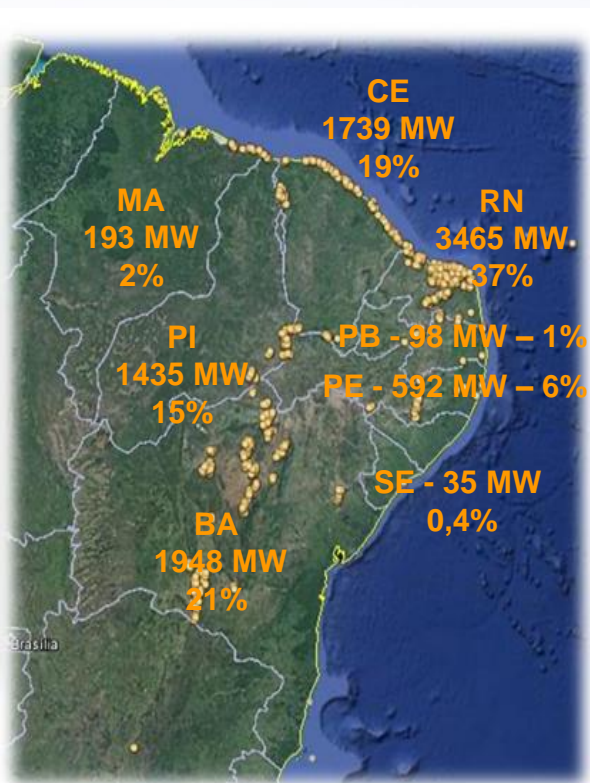 CE
1739 MW
19%
MA
193 MW
2%
RN
3465 MW
37%
PI
1435 MW
15%
PB - 98 MW – 1%
PE - 592 MW – 6%
SE - 35 MW
0,4%
BA
1948 MW
21%
Brasília